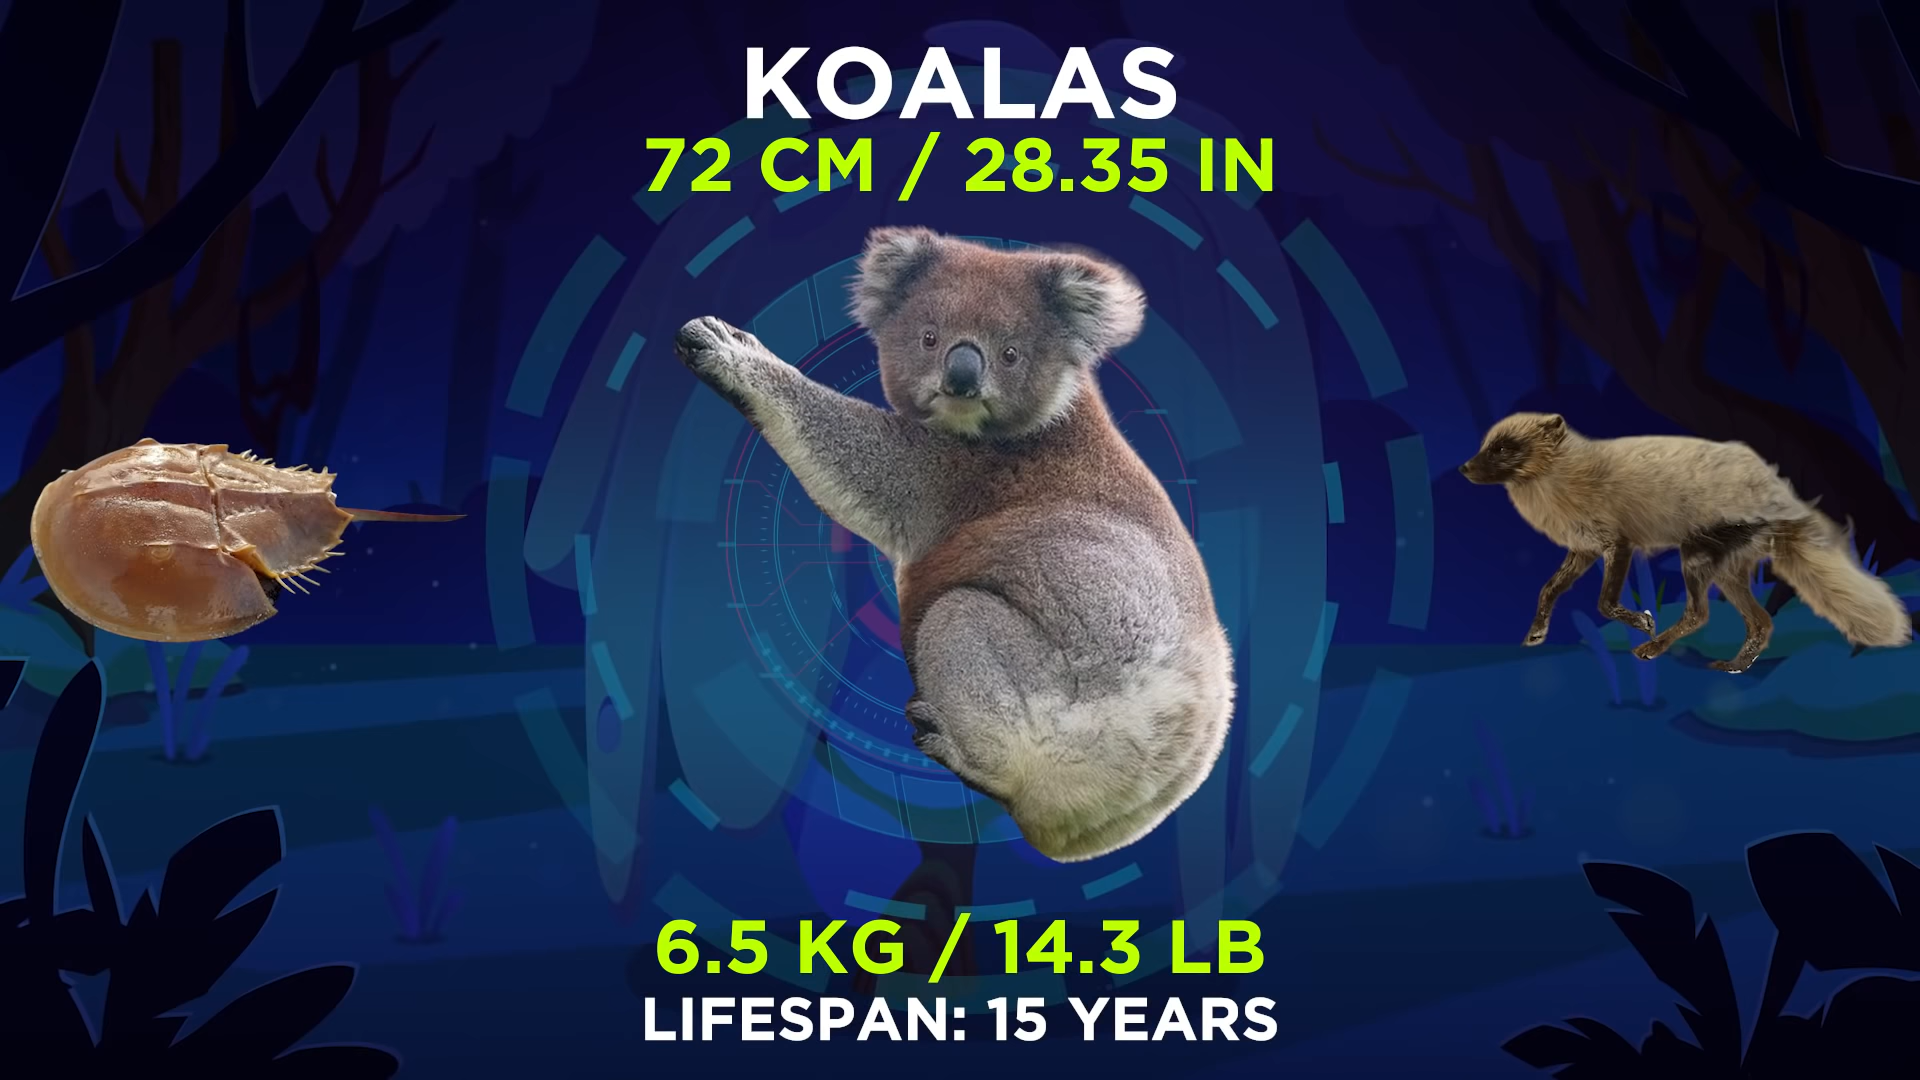 KOALAS
72 CM / 28.35 IN
6.5 KG / 14.3 LB
LIFESPAN: 15 YEARS